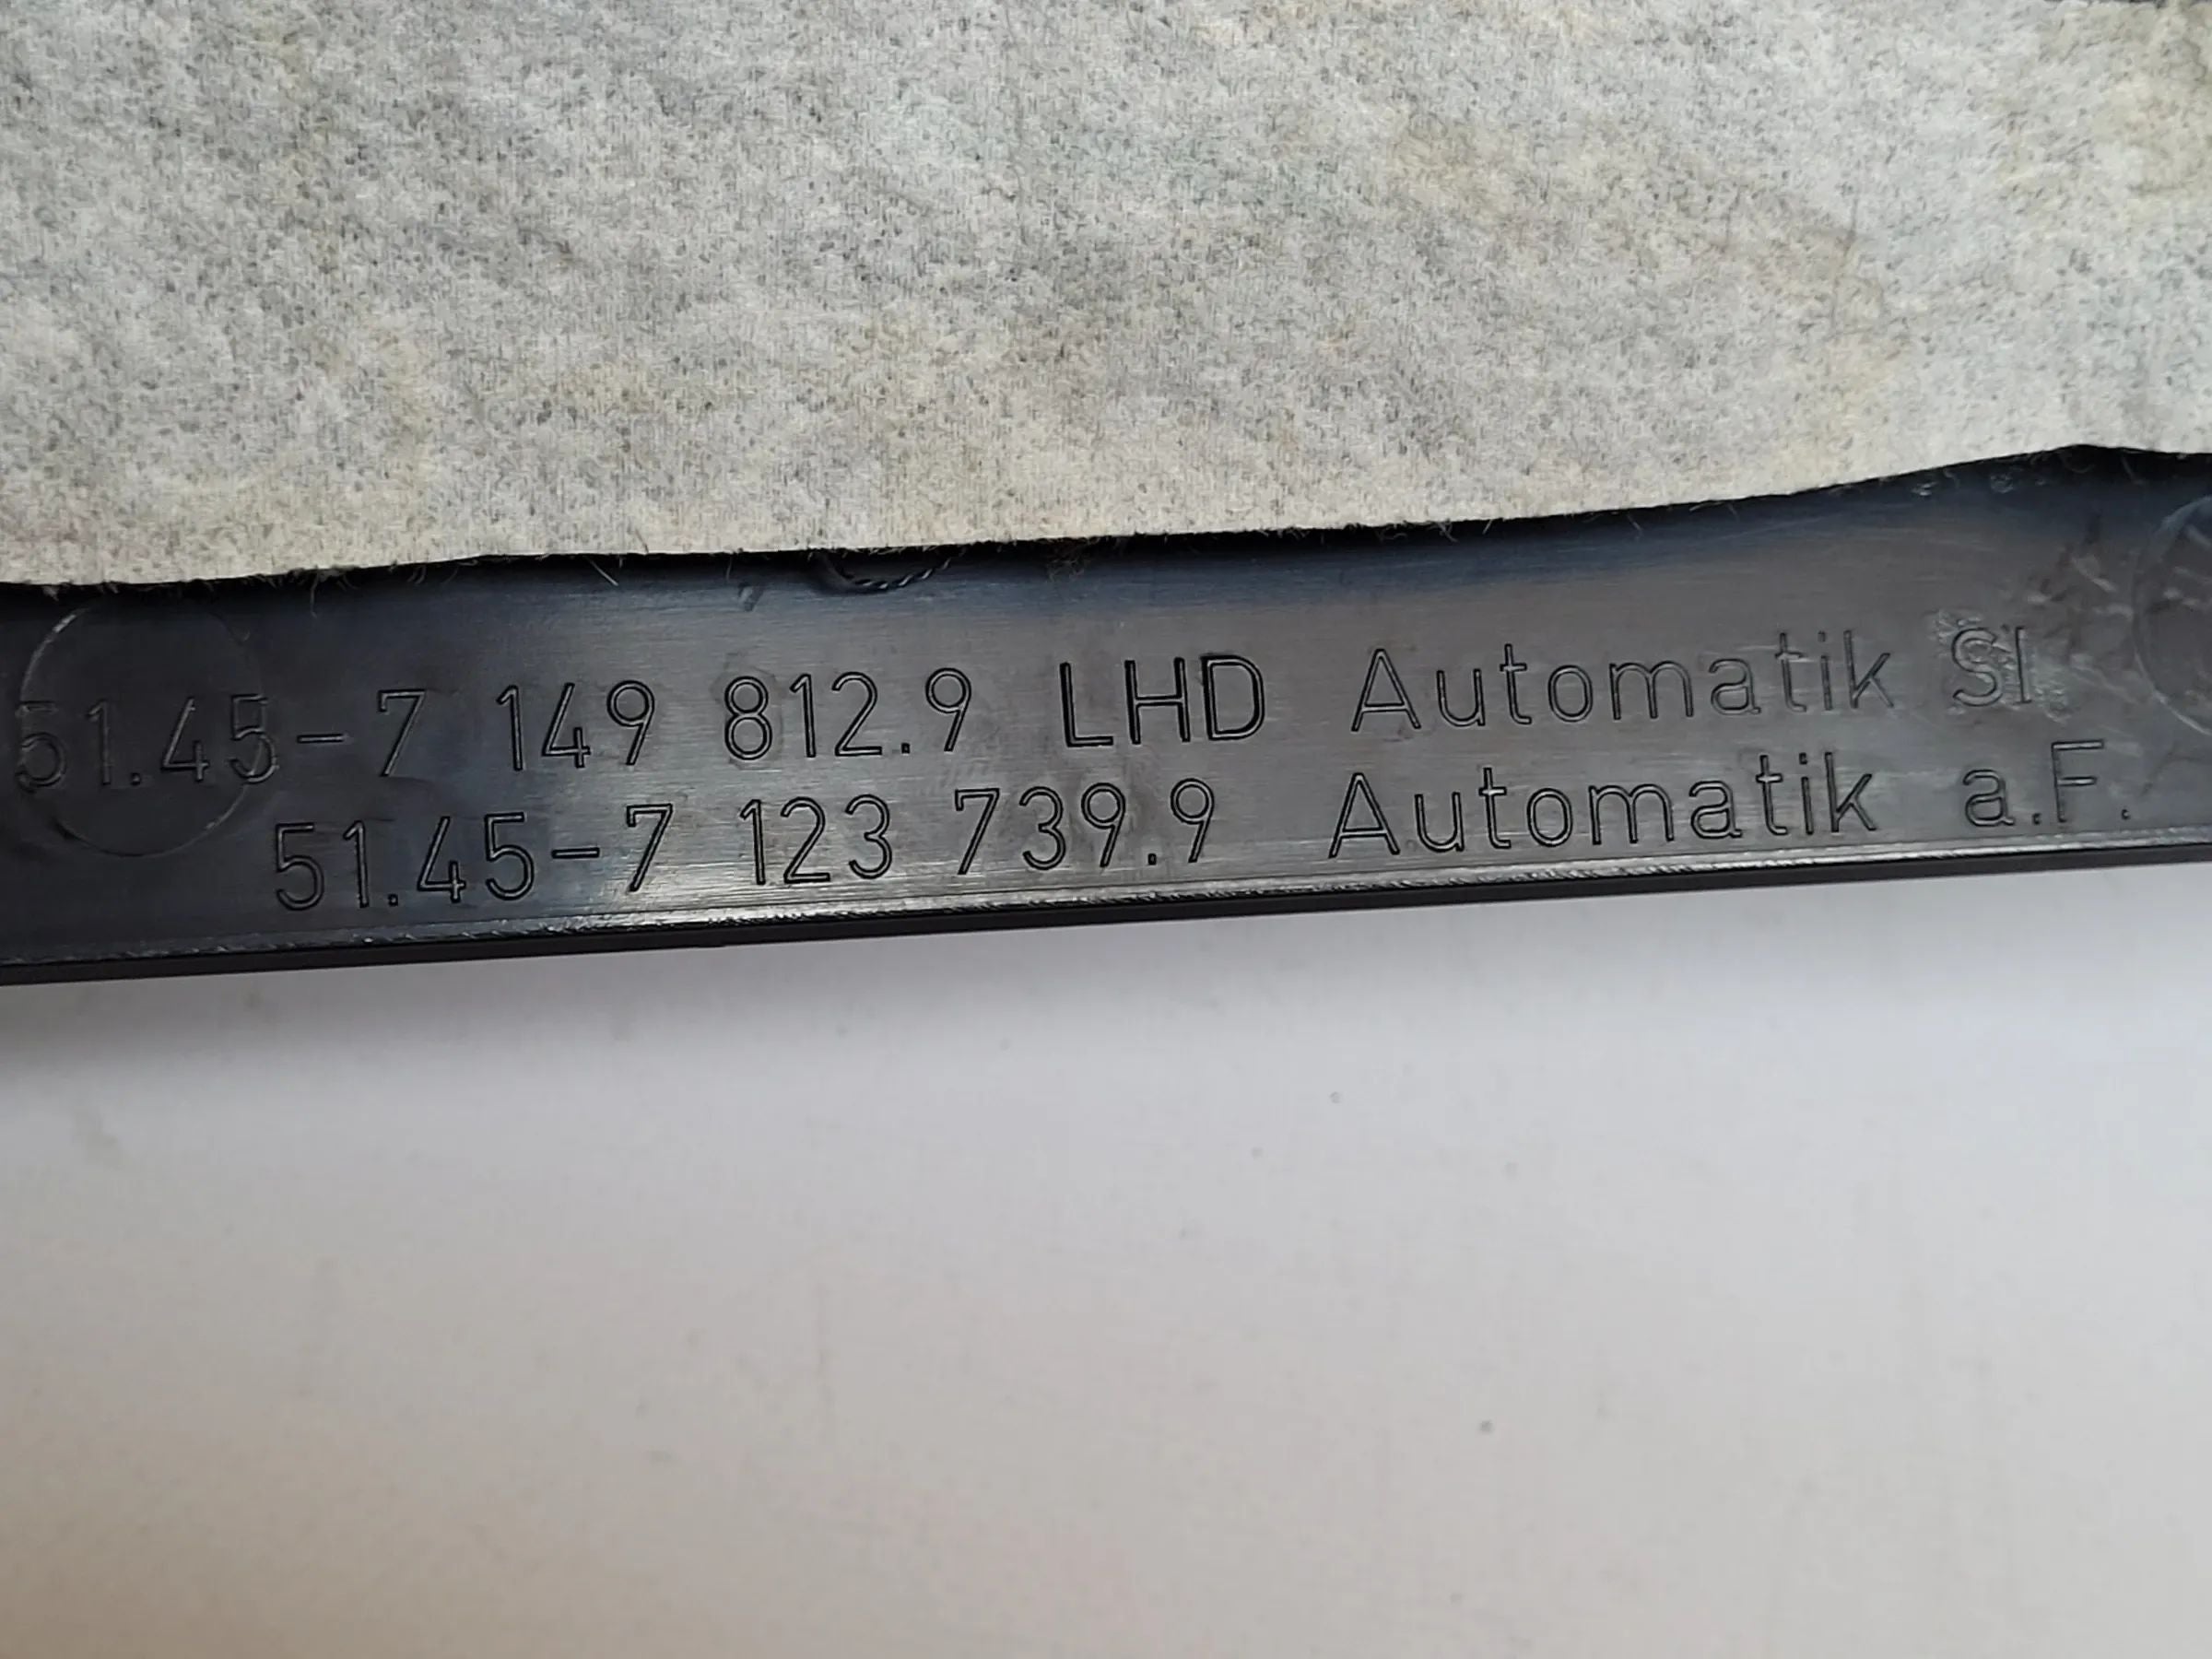 51.45-7 149 812.9 LHD Automatik SI.
51.45-7 123 739.9 Automatik a.F.